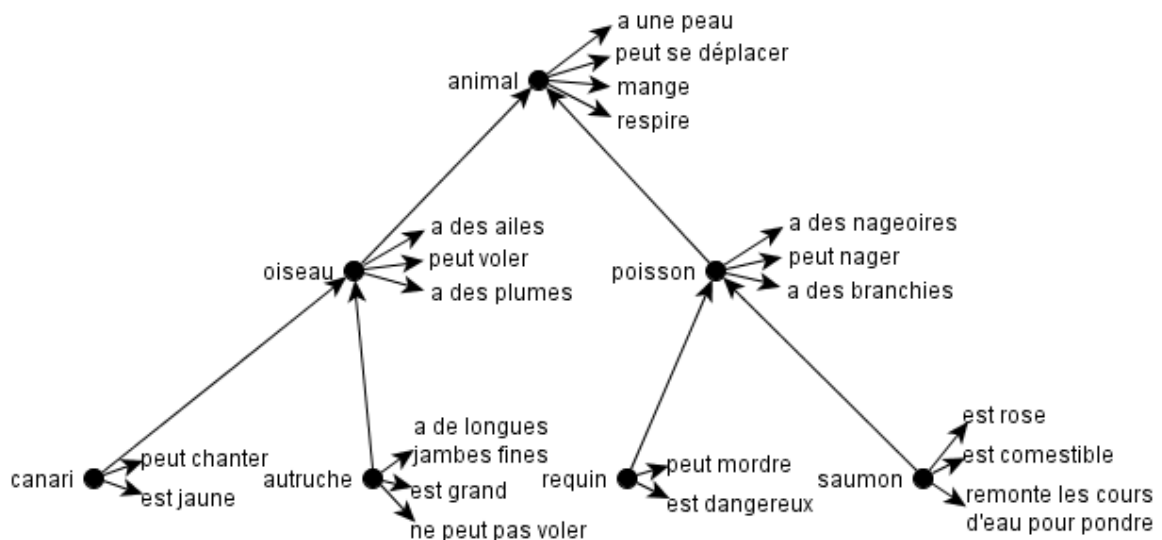 a une peau
peut se déplacer
animal
mange
respire
a des ailes
oiseau
peut voler
a des plumes
a des nageoires
poisson
peut nager
a des branchies
canari
peut chanter
est jaune
autruche
a de longues
jambes fines
est grand
ne peut pas voler
requin
peut mordre
est dangereux
saumon
est rose
est comestible
remonte les cours
d'eau pour pondre